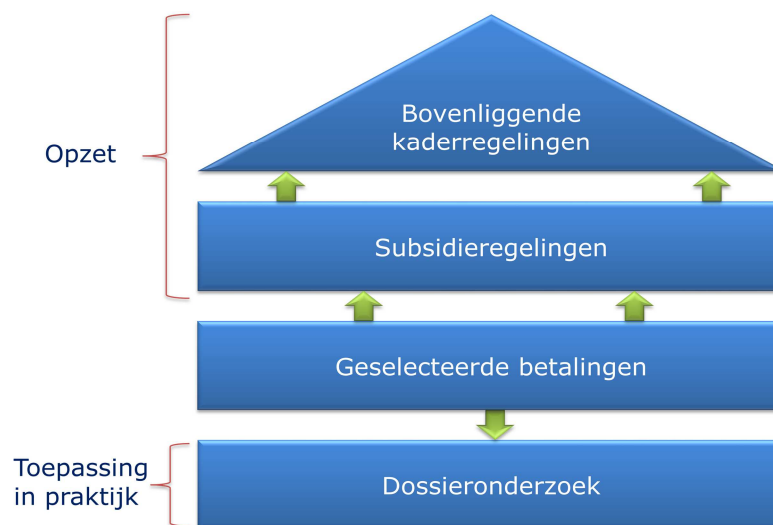 Bovenliggende
kaderregelingen
Opzet
Subsidieregelingen
Geselecteerde betalingen
Toepassing
in praktijk
Dossieronderzoek